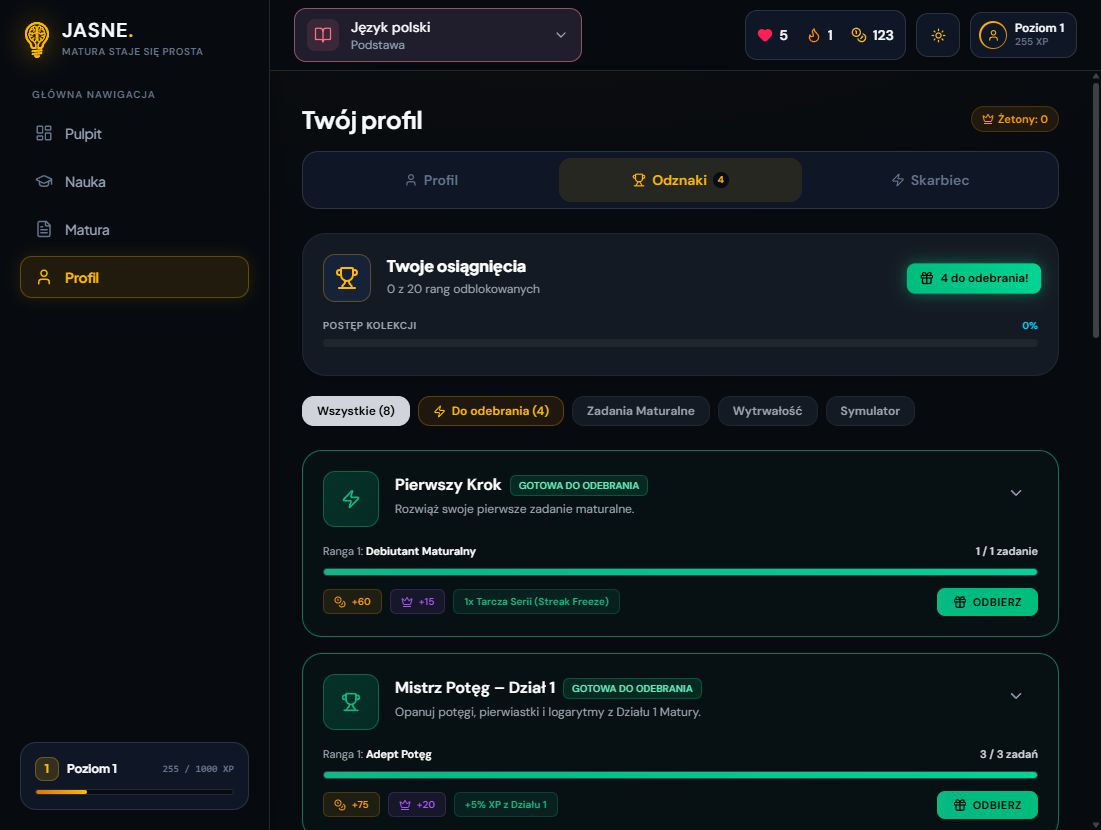 JASNE.
MATURA STAJE SIĘ PROSTA
GŁÓWNA NAWIGACJA
Pulpit
Nauka
Matura
Profil
1 Poziom 1 255 / 1000 XP
Język polski
Podstawa
5 1 123
Poziom 1
255 XP
Twój profil
Żetony: 0
Profil Odznaki 4 Skarbiec
Twoje osiągnięcia
0 z 20 rang odblokowanych
4 do odebrania!
POSTĘP KOLEKCJI 0%
Wszystkie (8) Do odebrania (4) Zadania Maturalne Wytrwałość Symulator
Pierwszy Krok GOTOWA DO ODEBRANIA
Rozwiąż swoje pierwsze zadanie maturalne.
Ranga 1: Debiutant Maturalny 1 / 1 zadanie
+60 +15 1x Tarcza Serii (Streak Freeze) ODBIERZ
Mistrz Potęg – Dział 1 GOTOWA DO ODEBRANIA
Opanuj potęgi, pierwiastki i logarytmy z Działu 1 Matury.
Ranga 1: Adept Potęg 3 / 3 zadań
+75 +20 +5% XP z Działu 1 ODBIERZ